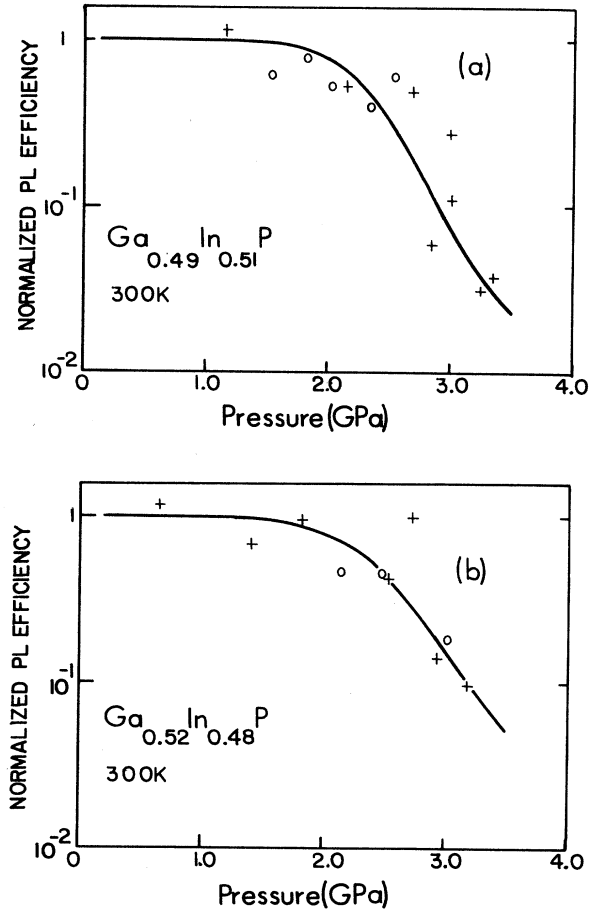 NORMALIZED PL EFFICIENCY
1
10⁻¹
10⁻²
(a)
Ga₀.₄₉In₀.₅₁P
300K
0 1.0 2.0 3.0 4.0
Pressure(GPa)
NORMALIZED PL EFFICIENCY
1
10⁻¹
10⁻²
(b)
Ga₀.₅₂In₀.₄₈P
300K
0 1.0 2.0 3.0 4.0
Pressure(GPa)